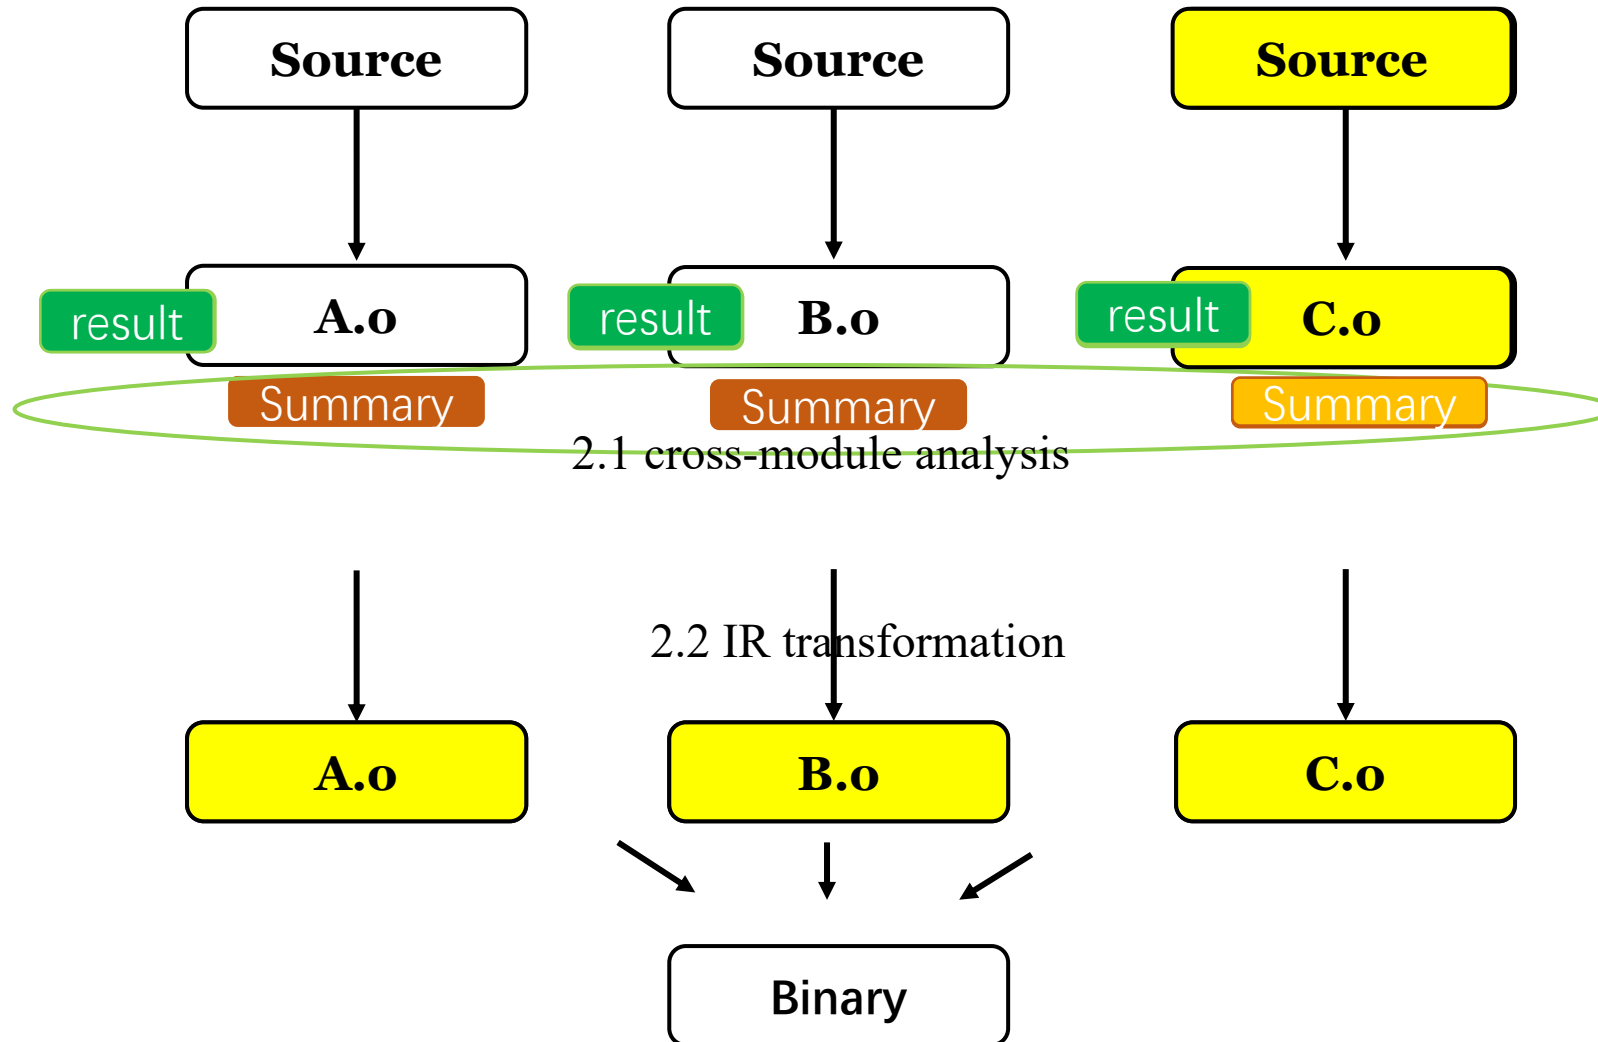 Source
Source
Source
result
A.o
result
B.o
result
C.o
Summary
Summary
Summary
2.1 cross-module analysis
2.2 IR transformation
A.o
B.o
C.o
Binary